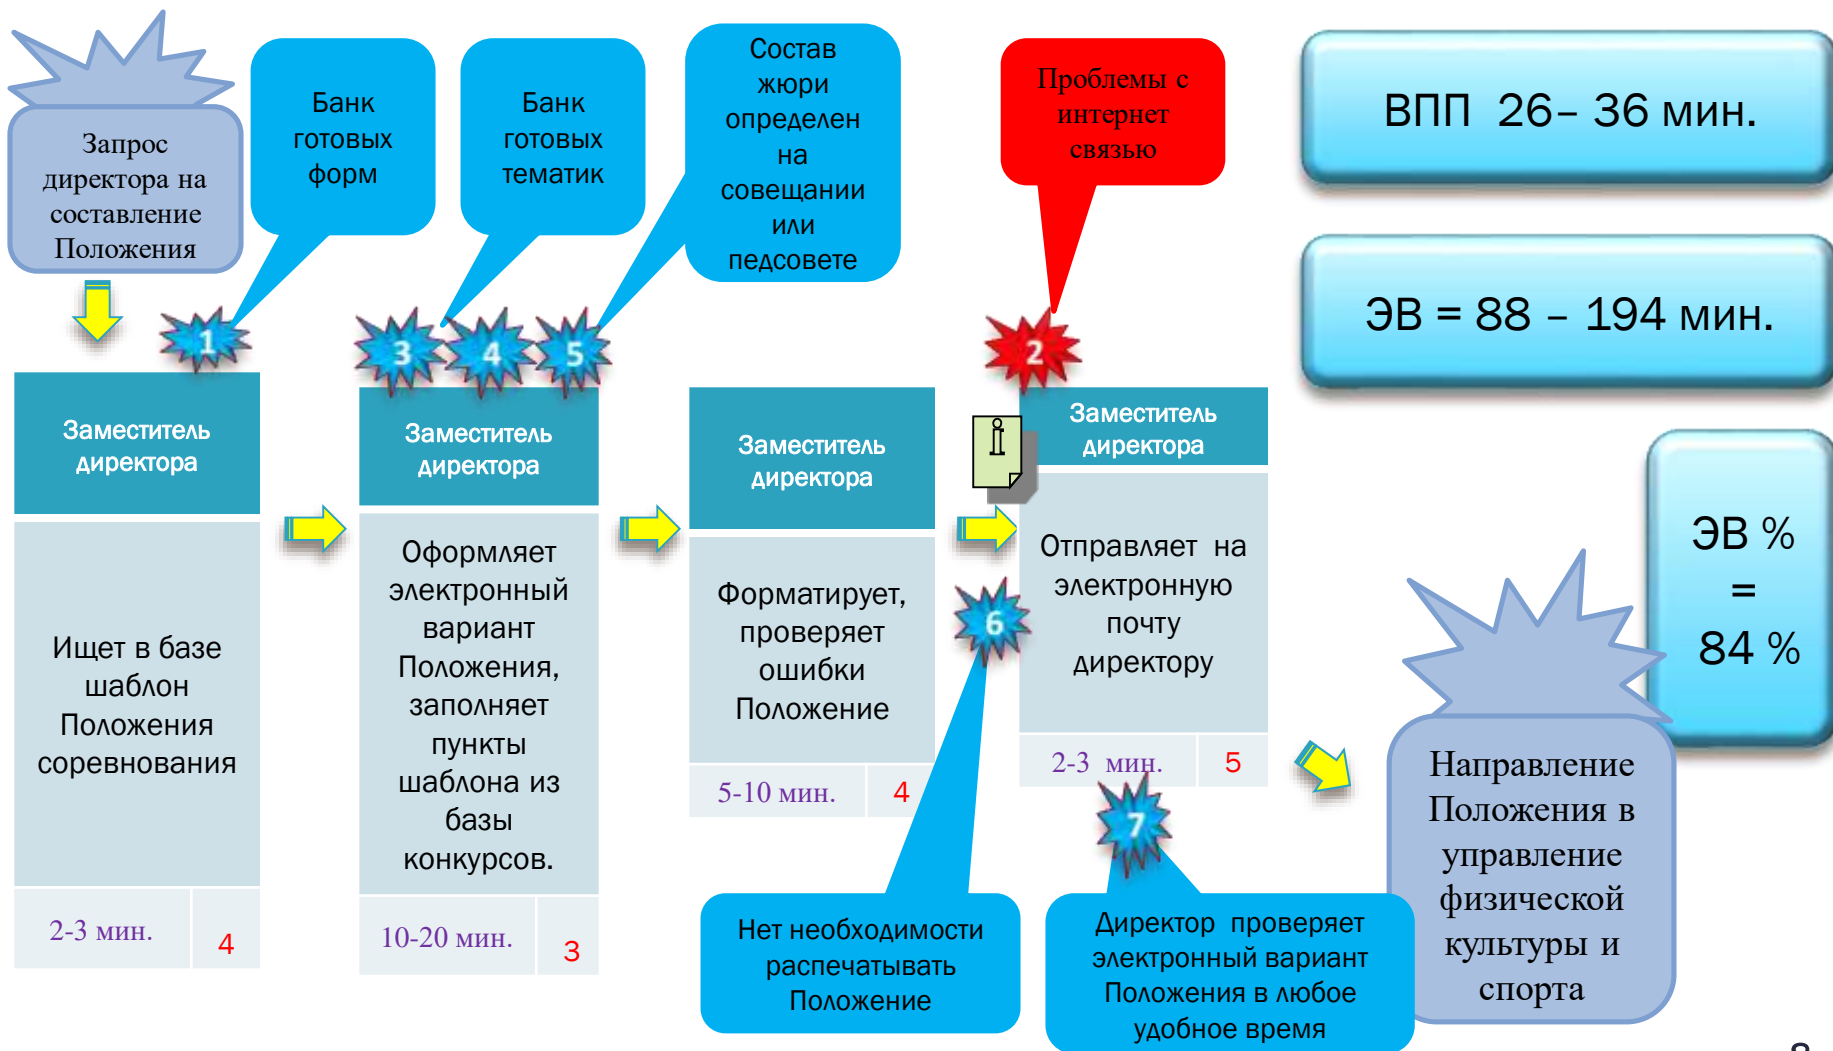 Запрос
директора на
составление
Положения
Банк
готовых
форм
Банк
готовых
тематик
Состав
жюри
определен
на
совещании
или
педсовете
Проблемы с
интернет
связью
ВПП 26– 36 мин.
ЭВ = 88 – 194 мин.
ЭВ %
=
84 %
1
3
4
5
2
Заместитель
директора
Ищет в базе
шаблон
Положения
соревнования
2-3 мин.
4
Заместитель
директора
Оформляет
электронный
вариант
Положения,
заполняет
пункты
шаблона из
базы
конкурсов.
10-20 мин.
3
Заместитель
директора
Форматирует,
проверяет
ошибки
Положение
5-10 мин.
4
Заместитель
директора
Отправляет на
электронную
почту
директору
2-3 мин.
5
6
7
Нет необходимости
распечатывать
Положение
Директор проверяет
электронный вариант
Положения в любое
удобное время
Направление
Положения в
управление
физической
культуры и
спорта